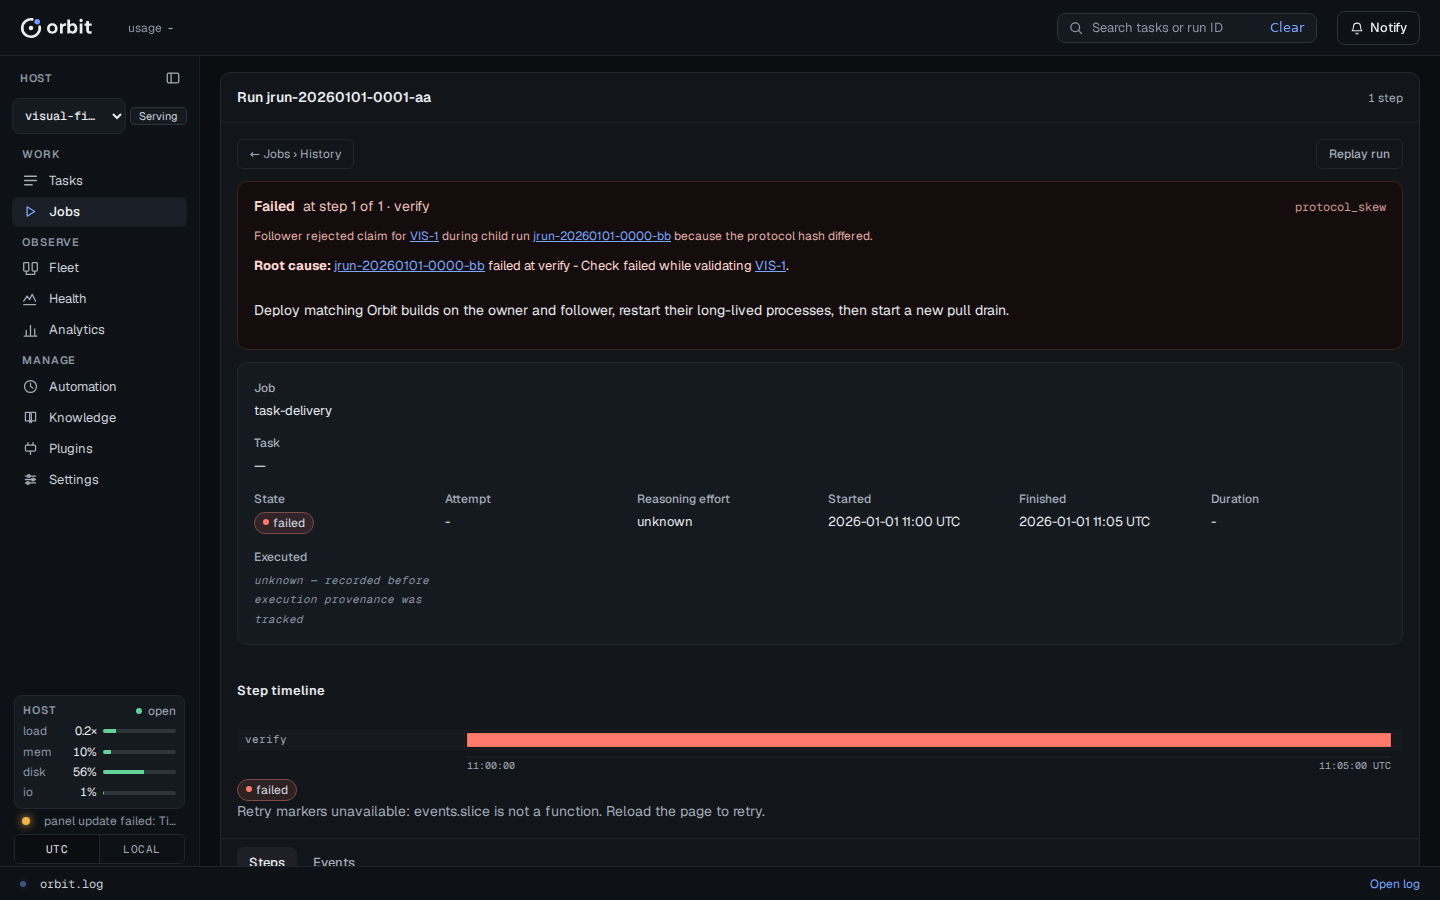 orbit
usage -
Search tasks or run ID
Clear
Notify
HOST
visual-fi...
Serving
WORK
Tasks
Jobs
OBSERVE
Fleet
Health
Analytics
MANAGE
Automation
Knowledge
Plugins
Settings
HOST
open
load 0.2×
mem 10%
disk 56%
io 1%
panel update failed: Ti...
UTC
LOCAL
Run jrun-20260101-0001-aa
1 step
← Jobs › History
Replay run
Failed at step 1 of 1 · verify
protocol_skew
Follower rejected claim for VIS-1 during child run jrun-20260101-0000-bb because the protocol hash differed.
Root cause: jrun-20260101-0000-bb failed at verify - Check failed while validating VIS-1.
Deploy matching Orbit builds on the owner and follower, restart their long-lived processes, then start a new pull drain.
Job
task-delivery
Task
—
State
failed
Attempt
-
Reasoning effort
unknown
Started
2026-01-01 11:00 UTC
Finished
2026-01-01 11:05 UTC
Duration
-
Executed
unknown — recorded before
execution provenance was
tracked
Step timeline
verify
11:00:00
11:05:00 UTC
failed
Retry markers unavailable: events.slice is not a function. Reload the page to retry.
Steps
Events
orbit.log
Open log